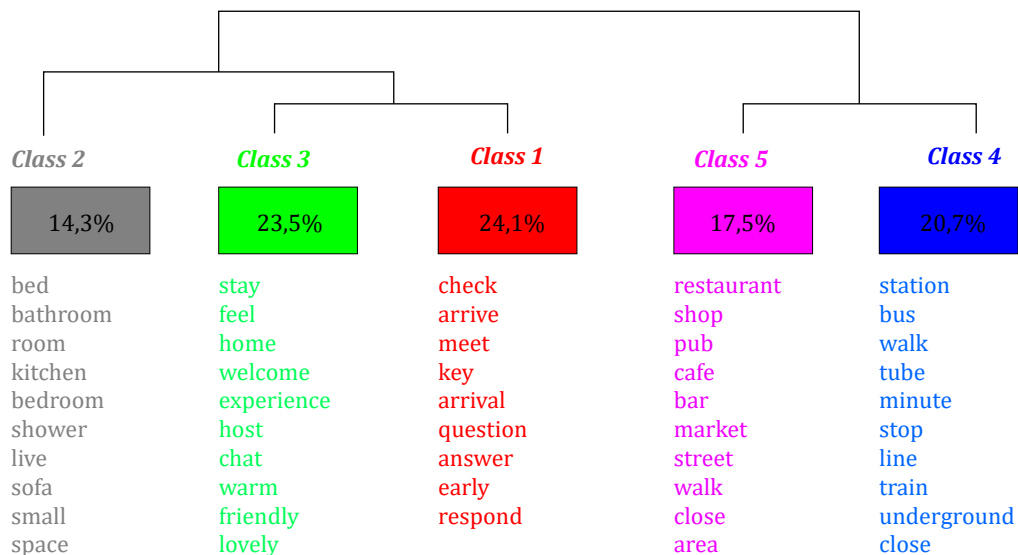 Class 2 Class 3 Class 1 Class 5 Class 4
14,3% 23,5% 24,1% 17,5% 20,7%
bed stay check restaurant station
bathroom feel arrive shop bus
room home meet pub walk
kitchen welcome key cafe tube
bedroom experience arrival bar minute
shower host question market stop
live chat answer street line
sofa warm early walk train
small friendly respond close underground
space lovely area close